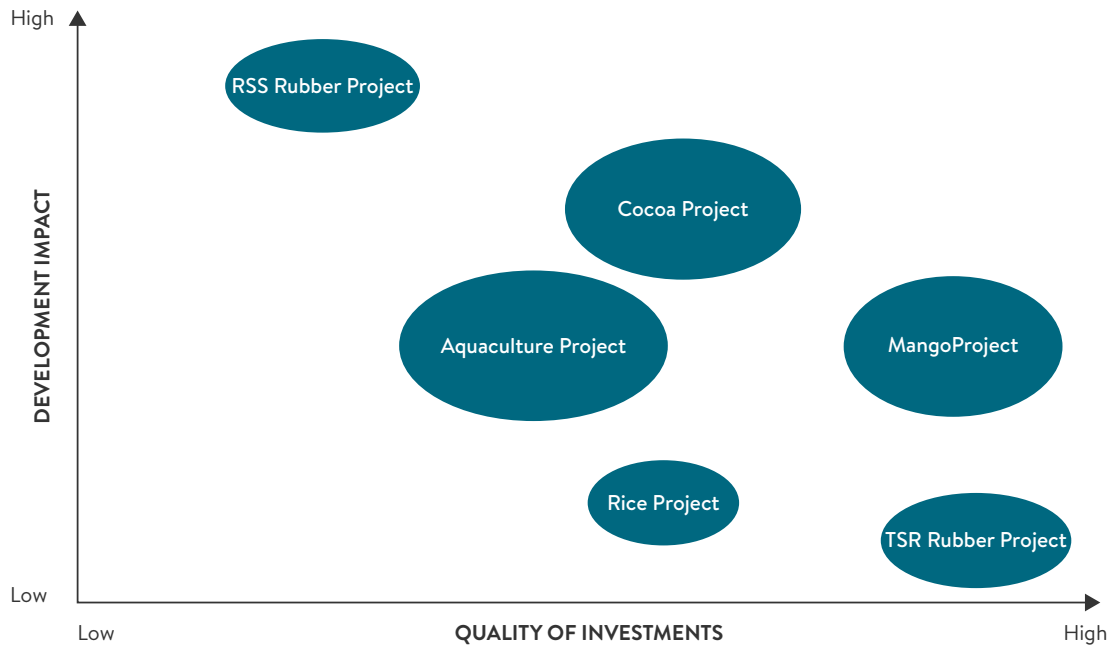 High
RSS Rubber Project
Cocoa Project
DEVELOPMENT IMPACT
Aquaculture Project
MangoProject
Rice Project
TSR Rubber Project
Low
Low
QUALITY OF INVESTMENTS
High